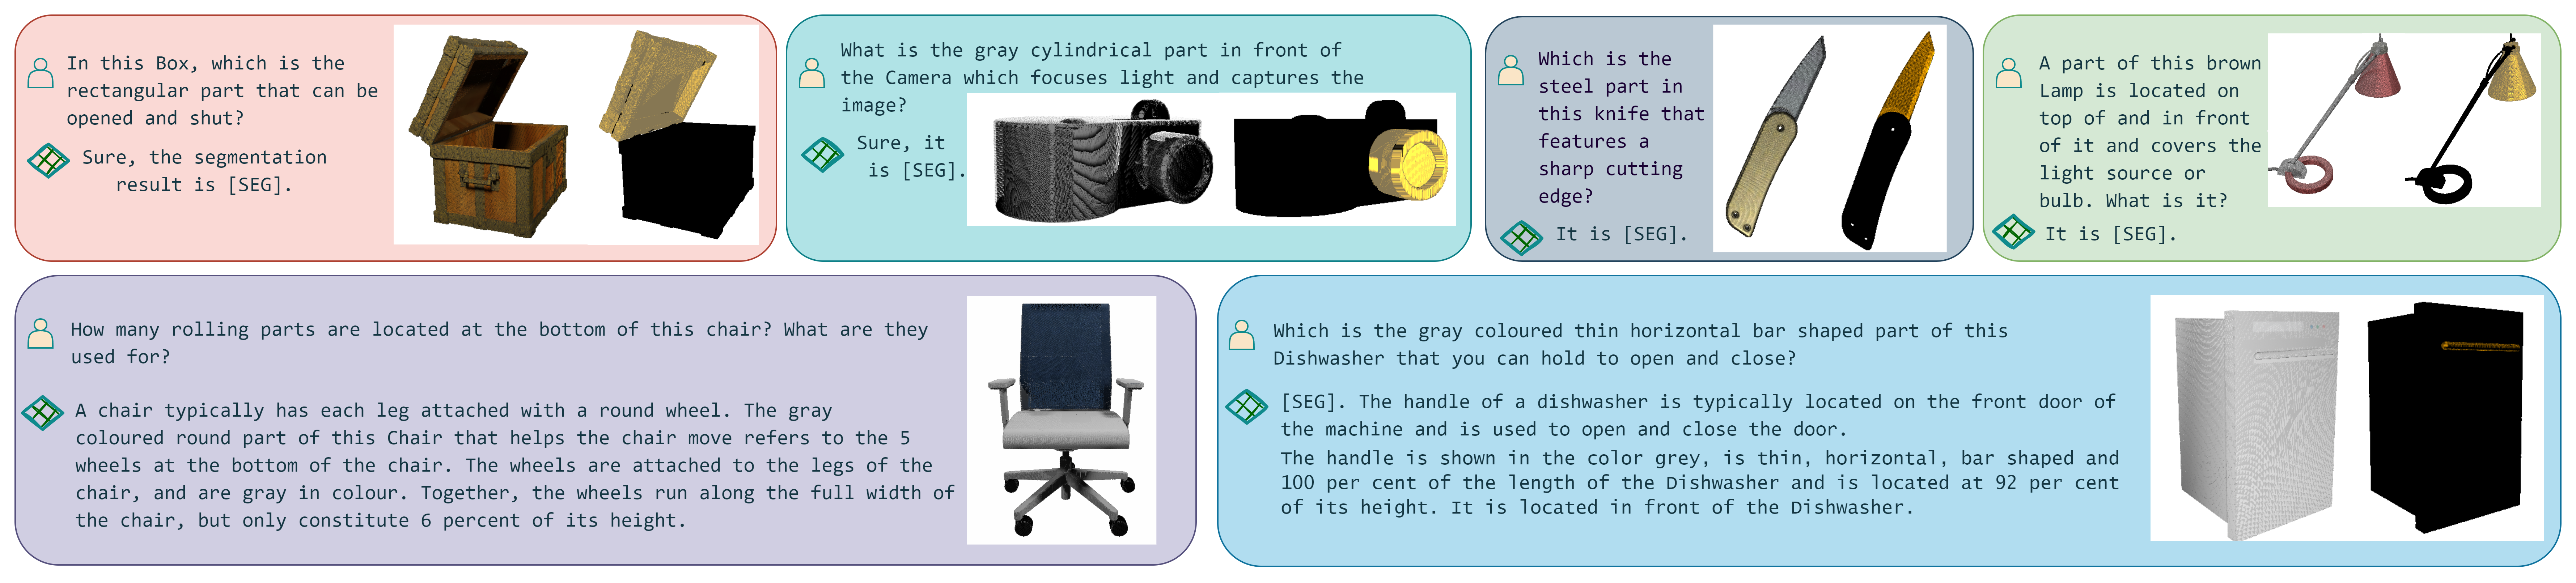 In this Box, which is the
rectangular part that can be
opened and shut?
Sure, the segmentation
result is [SEG].
What is the gray cylindrical part in front of
the Camera which focuses light and captures the
image?
Sure, it
is [SEG].
Which is the
steel part in
this knife that
features a
sharp cutting
edge?
It is [SEG].
A part of this brown
Lamp is located on
top of and in front
of it and covers the
light source or
bulb. What is it?
It is [SEG].
How many rolling parts are located at the bottom of this chair? What are they
used for?
A chair typically has each leg attached with a round wheel. The gray
coloured round part of this Chair that helps the chair move refers to the 5
wheels at the bottom of the chair. The wheels are attached to the legs of the
chair, and are gray in colour. Together, the wheels run along the full width of
the chair, but only constitute 6 percent of its height.
Which is the gray coloured thin horizontal bar shaped part of this
Dishwasher that you can hold to open and close?
[SEG]. The handle of a dishwasher is typically located on the front door of
the machine and is used to open and close the door.
The handle is shown in the color grey, is thin, horizontal, bar shaped and
100 per cent of the length of the Dishwasher and is located at 92 per cent
of its height. It is located in front of the Dishwasher.